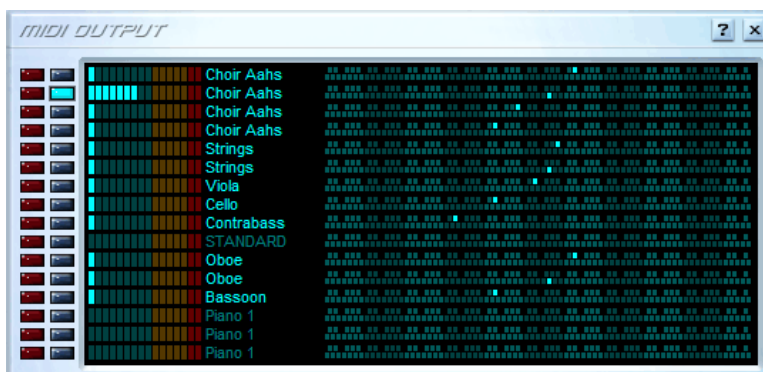 MIDI OUTPUT
? ×
Choir Aahs
Choir Aahs
Choir Aahs
Choir Aahs
Strings
Strings
Viola
Cello
Contrabass
STANDARD
Oboe
Oboe
Bassoon
Piano 1
Piano 1
Piano 1